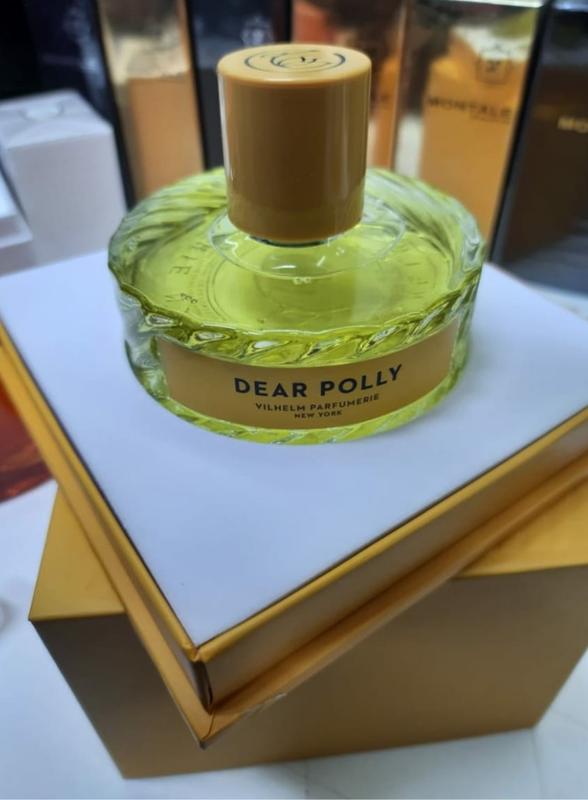 MONTALE
DEAR POLLY
VILHELM PARFUMERIE
NEW YORK